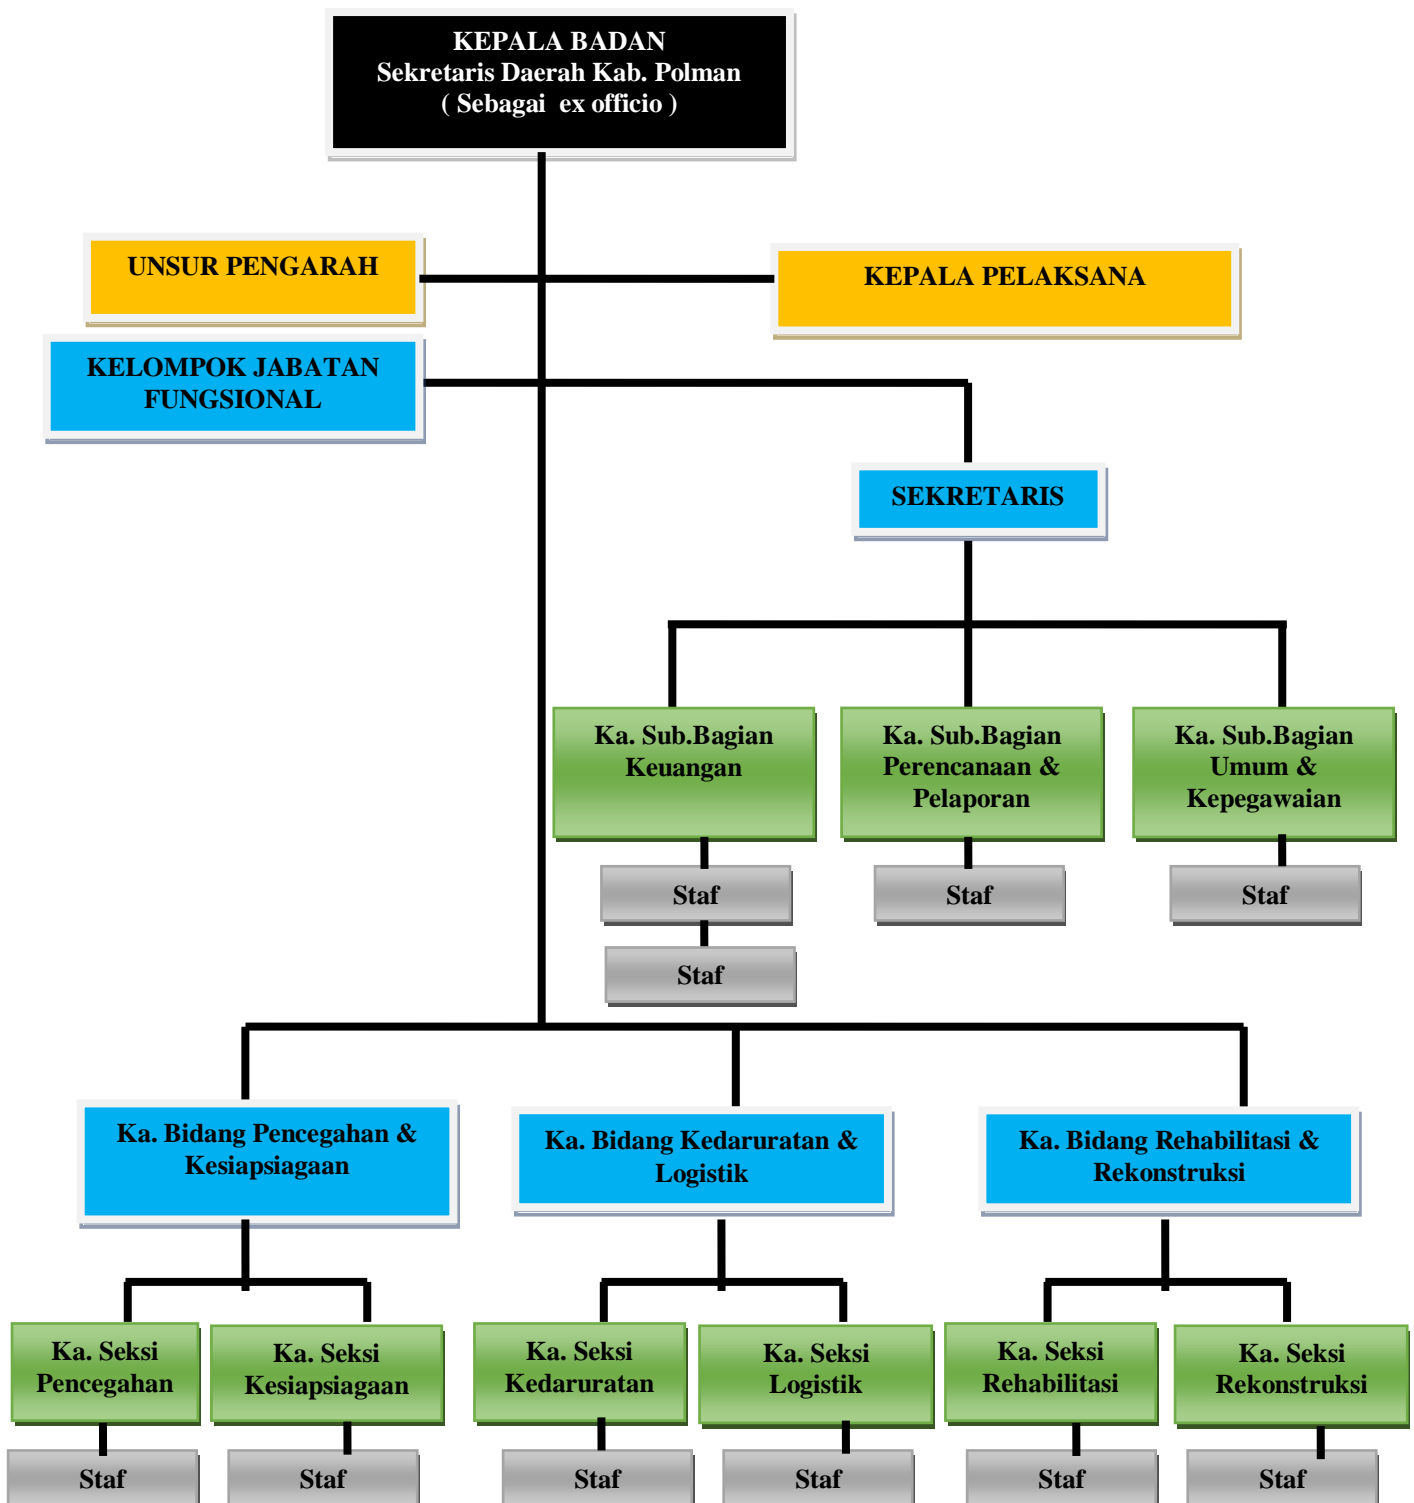 KEPALA BADAN
Sekretaris Daerah Kab. Polman
( Sebagai ex officio )
UNSUR PENGARAH
KEPALA PELAKSANA
KELOMPOK JABATAN
FUNGSIONAL
SEKRETARIS
Ka. Sub.Bagian
Keuangan
Ka. Sub.Bagian
Perencanaan &
Pelaporan
Ka. Sub.Bagian
Umum &
Kepegawaian
Staf
Staf
Staf
Staf
Ka. Bidang Pencegahan &
Kesiapsiagaan
Ka. Bidang Kedaruratan &
Logistik
Ka. Bidang Rehabilitasi &
Rekonstruksi
Ka. Seksi
Pencegahan
Ka. Seksi
Kesiapsiagaan
Ka. Seksi
Kedaruratan
Ka. Seksi
Logistik
Ka. Seksi
Rehabilitasi
Ka. Seksi
Rekonstruksi
Staf
Staf
Staf
Staf
Staf
Staf